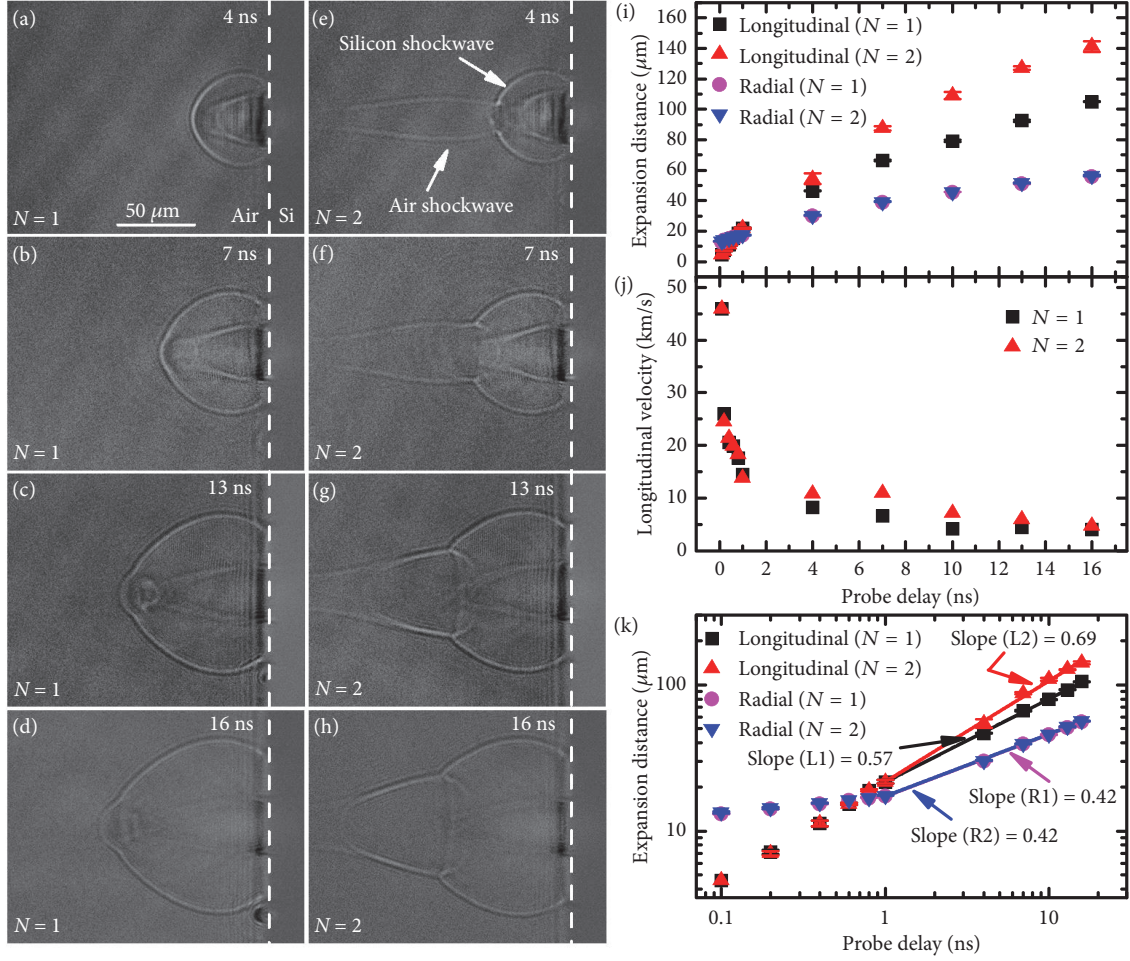 (a)
4 ns
N = 1
50 μm
Air
Si
(b)
7 ns
N = 1
(c)
13 ns
N = 1
(d)
16 ns
N = 1
(e)
4 ns
Silicon shockwave
Air shockwave
N = 2
(f)
7 ns
N = 2
(g)
13 ns
N = 2
(h)
16 ns
N = 2
(i)
Expansion distance (μm)
160
140
120
100
80
60
40
20
0
Longitudinal (N = 1)
Longitudinal (N = 2)
Radial (N = 1)
Radial (N = 2)
(j)
Longitudinal velocity (km/s)
50
40
30
20
10
0
N = 1
N = 2
0 2 4 6 8 10 12 14 16
Probe delay (ns)
(k)
Expansion distance (μm)
100
10
Longitudinal (N = 1)
Longitudinal (N = 2)
Radial (N = 1)
Radial (N = 2)
Slope (L2) = 0.69
Slope (L1) = 0.57
Slope (R1) = 0.42
Slope (R2) = 0.42
0.1 1 10
Probe delay (ns)